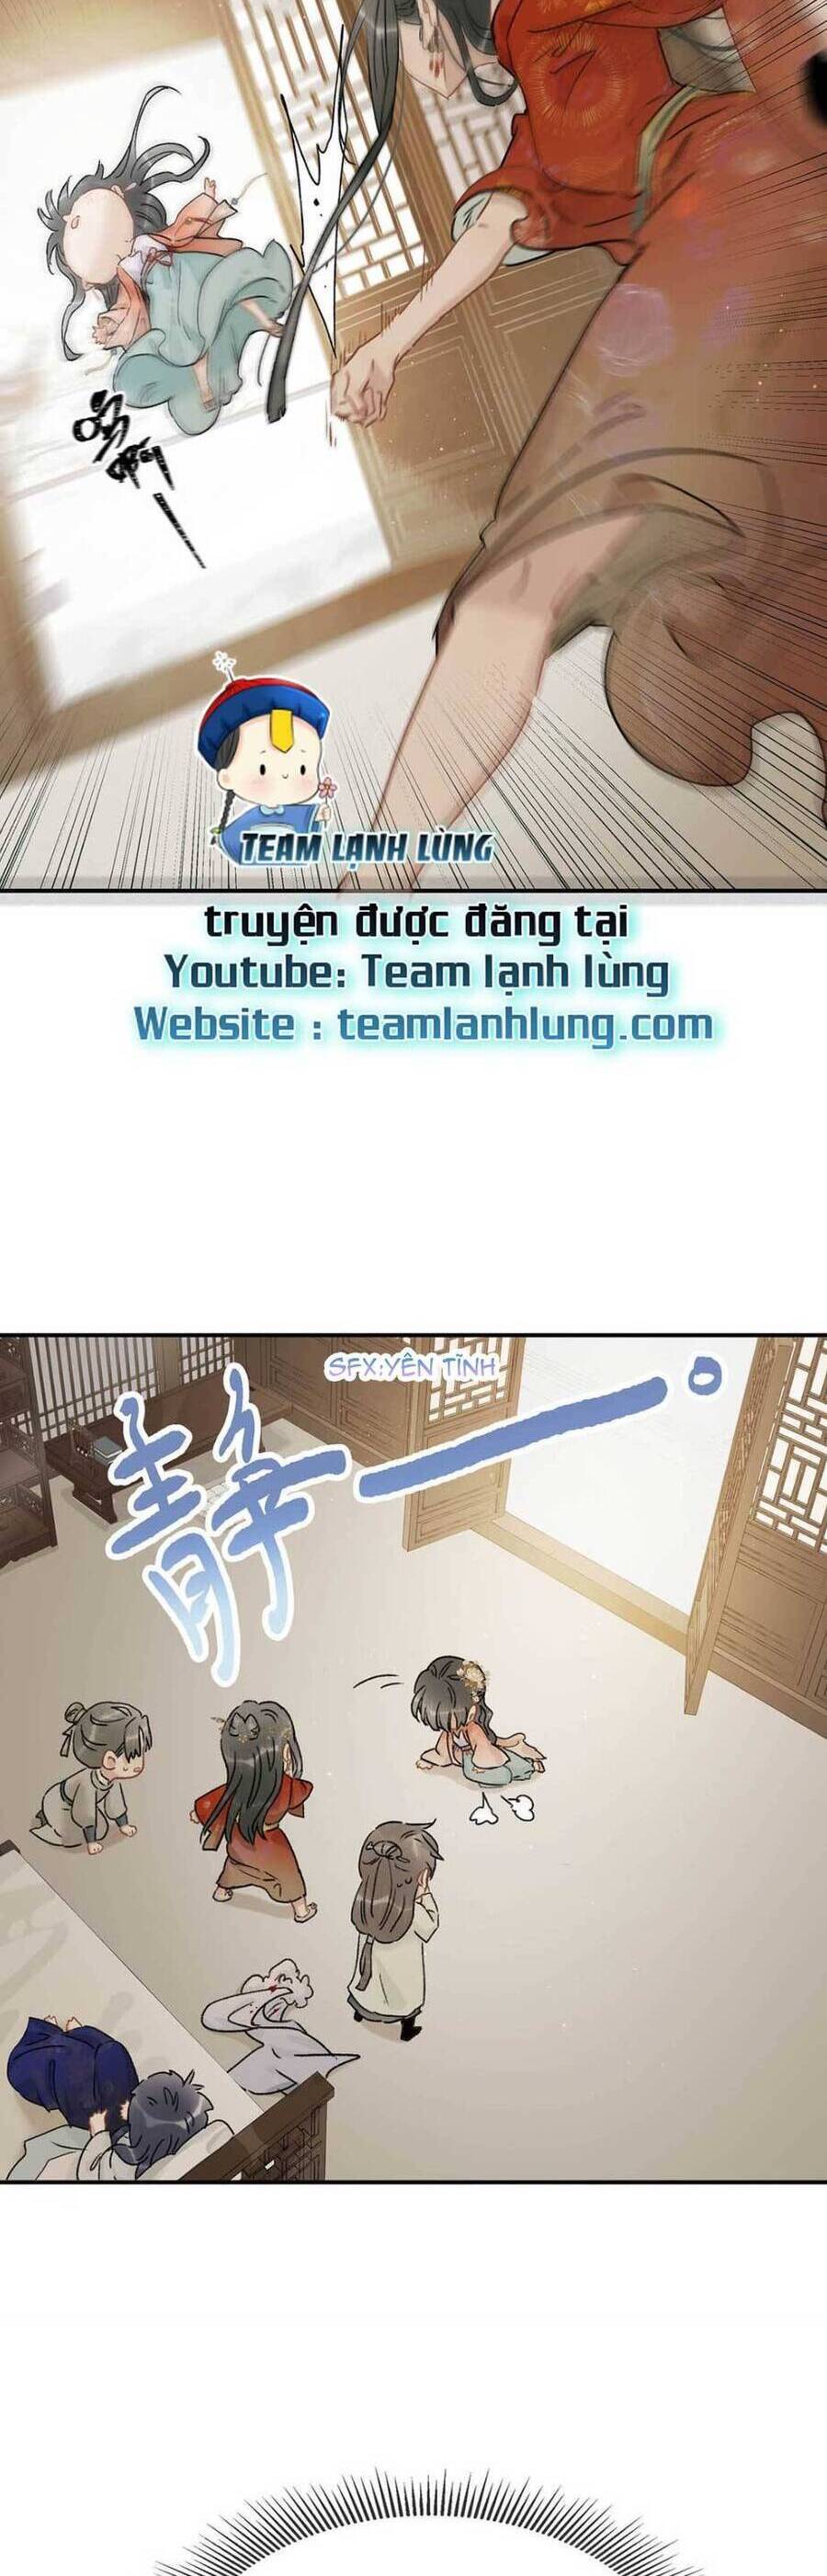 啊
TEAM LẠNH LÙNG
truyện được đăng tại
Youtube: Team lạnh lùng
Website : teamlanhlung.com
SFX:YÊN TĨNH
静——。